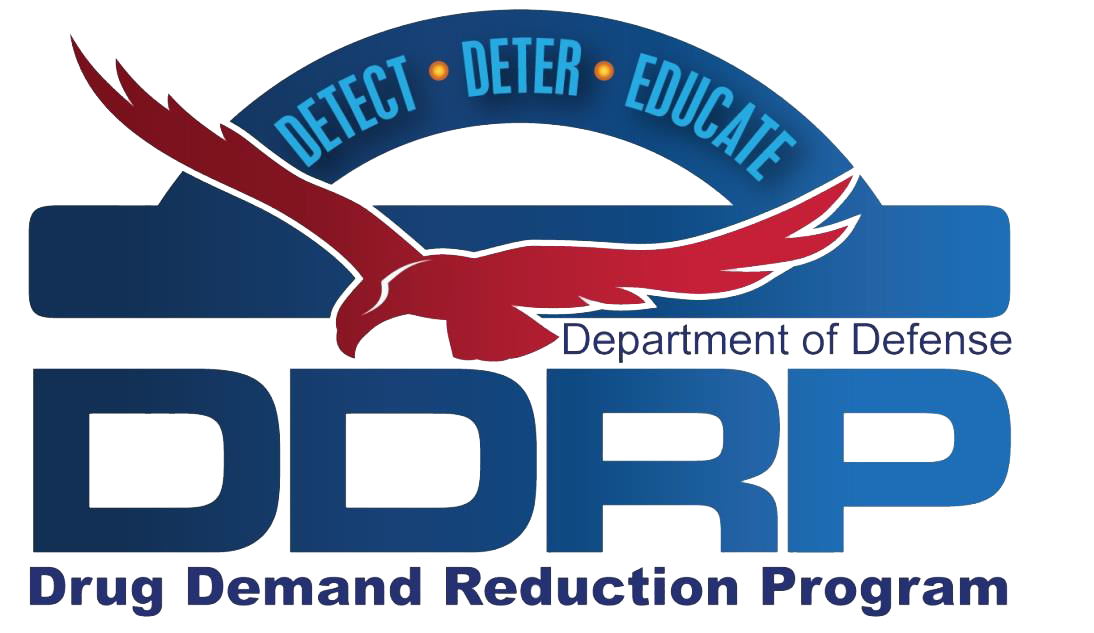 DETECT • DETER • EDUCATE
Department of Defense
DDRP
Drug Demand Reduction Program